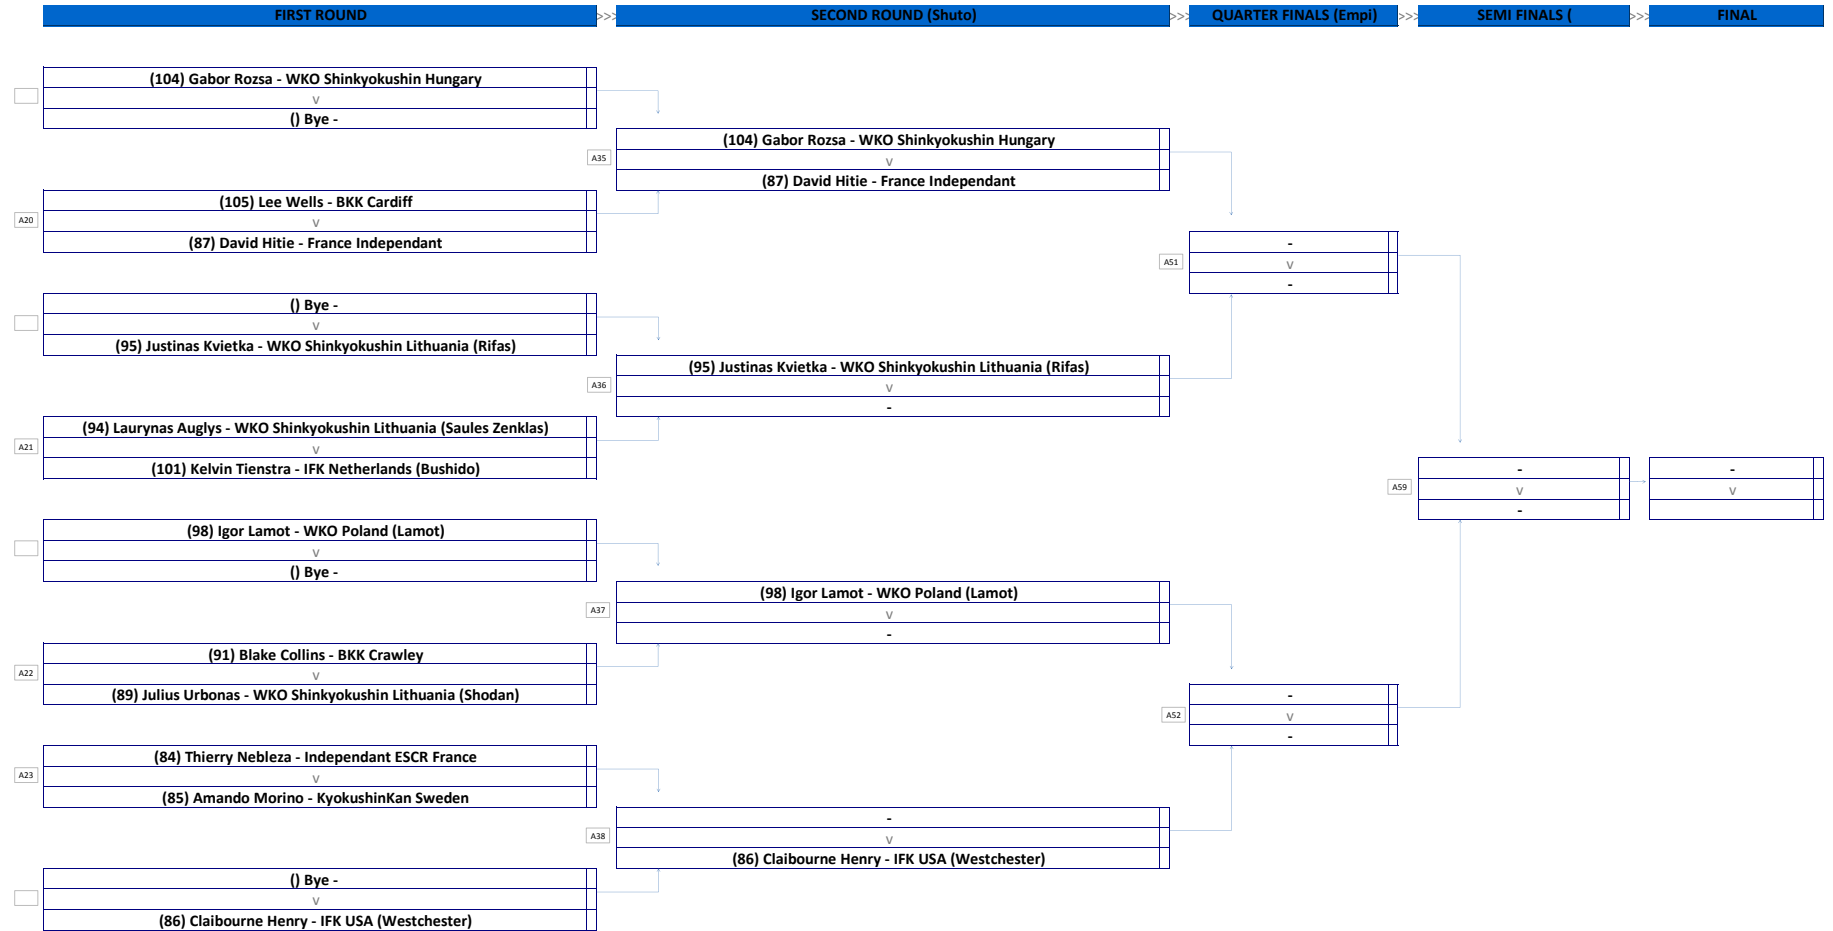 FIRST ROUND >>> SECOND ROUND (Shuto) >>> QUARTER FINALS (Empi) >>> SEMI FINALS ( >>> FINAL
(104) Gabor Rozsa - WKO Shinkyokushin Hungary
v
() Bye -
A20
(105) Lee Wells - BKK Cardiff
v
(87) David Hitie - France Independant
() Bye -
v
(95) Justinas Kvietka - WKO Shinkyokushin Lithuania (Rifas)
A21
(94) Laurynas Auglys - WKO Shinkyokushin Lithuania (Saules Zenklas)
v
(101) Kelvin Tienstra - IFK Netherlands (Bushido)
(98) Igor Lamot - WKO Poland (Lamot)
v
() Bye -
A22
(91) Blake Collins - BKK Crawley
v
(89) Julius Urbonas - WKO Shinkyokushin Lithuania (Shodan)
A23
(84) Thierry Nebleza - Independant ESCR France
v
(85) Amando Morino - KyokushinKan Sweden
() Bye -
v
(86) Claibourne Henry - IFK USA (Westchester)
A35
(104) Gabor Rozsa - WKO Shinkyokushin Hungary
v
(87) David Hitie - France Independant
A36
(95) Justinas Kvietka - WKO Shinkyokushin Lithuania (Rifas)
v
-
A37
(98) Igor Lamot - WKO Poland (Lamot)
v
-
A38
-
v
(86) Claibourne Henry - IFK USA (Westchester)
A51
-
v
-
A52
-
v
-
A59
-
v
-
-
v